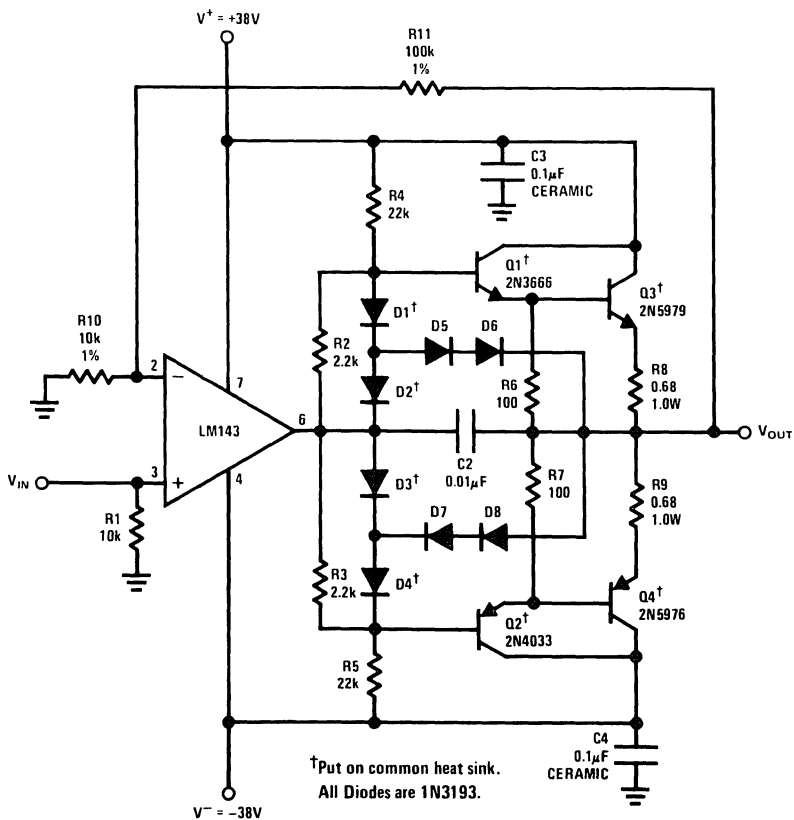 V+ = +38V
R11
100k
1%
C3
0.1µF
CERAMIC
R4
22k
Q1†
2N3666
Q3†
2N5979
D1†
D5
D6
R10
10k
1%
R2
2.2k
R6
100
R8
0.68
1.0W
2
7
D2†
LM143
6
VOUT
C2
0.01µF
VIN
3
4
R1
10k
D3†
R7
100
R9
0.68
1.0W
D7
D8
R3
2.2k
D4†
Q2†
2N4033
Q4†
2N5976
R5
22k
C4
0.1µF
CERAMIC
†Put on common heat sink.
All Diodes are 1N3193.
V− = −38V